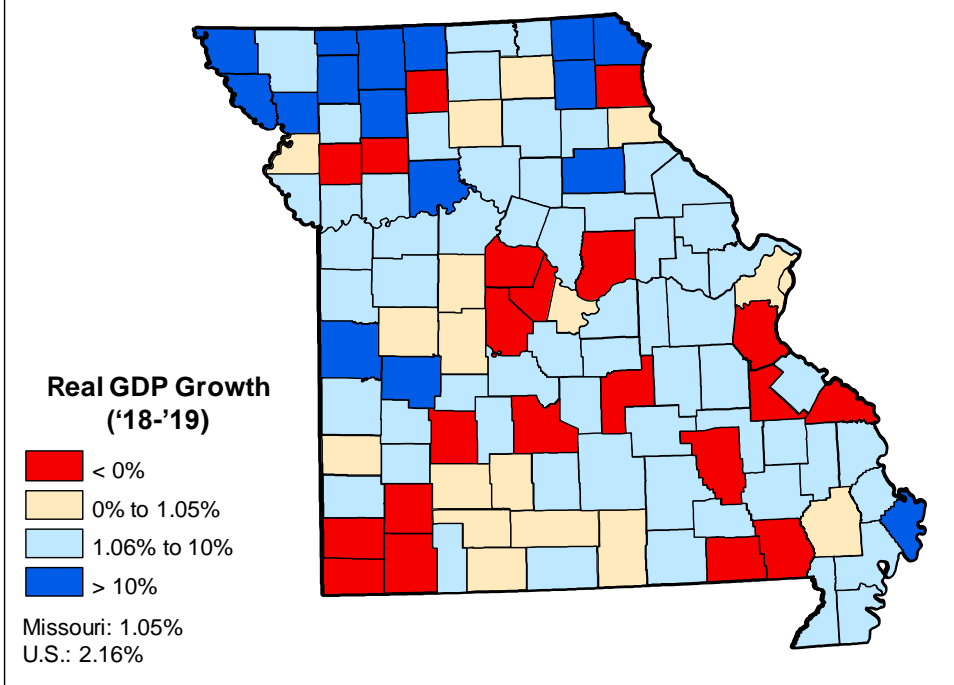 Real GDP Growth
(‘18-’19)
< 0%
0% to 1.05%
1.06% to 10%
> 10%
Missouri: 1.05%
U.S.: 2.16%